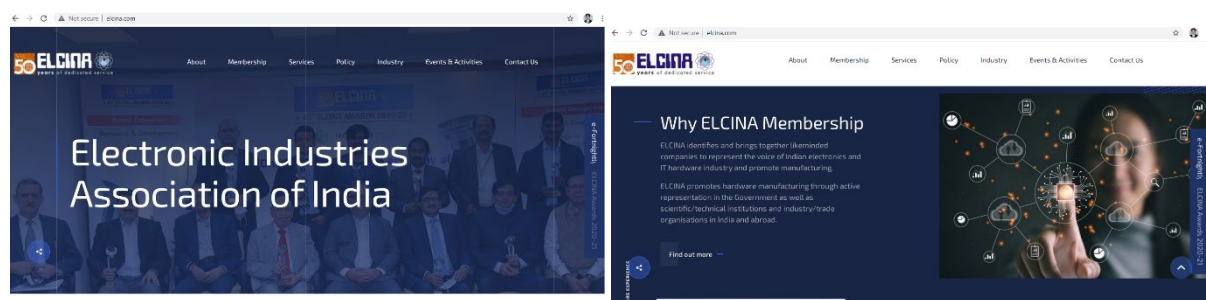 Not secure | elcina.com
50 ELCINA
years of dedicated service
About Membership Services Policy Industry Events & Activities Contact Us
Electronic Industries
Association of India
e-Fortnightly
ELCINA Awards 2020-21
Not secure | elcina.com
50 ELCINA
years of dedicated service
About Membership Services Policy Industry Events & Activities Contact Us
Why ELCINA Membership
ELCINA identifies and brings together likeminded
companies to represent the voice of Indian electronics and
IT hardware industry and promote manufacturing.
ELCINA promotes hardware manufacturing through active
representation in the Government as well as
scientific/technical institutions and industry/trade
organisations in India and abroad.
Find out more
e-Fortnightly
ELCINA Awards 2020-21